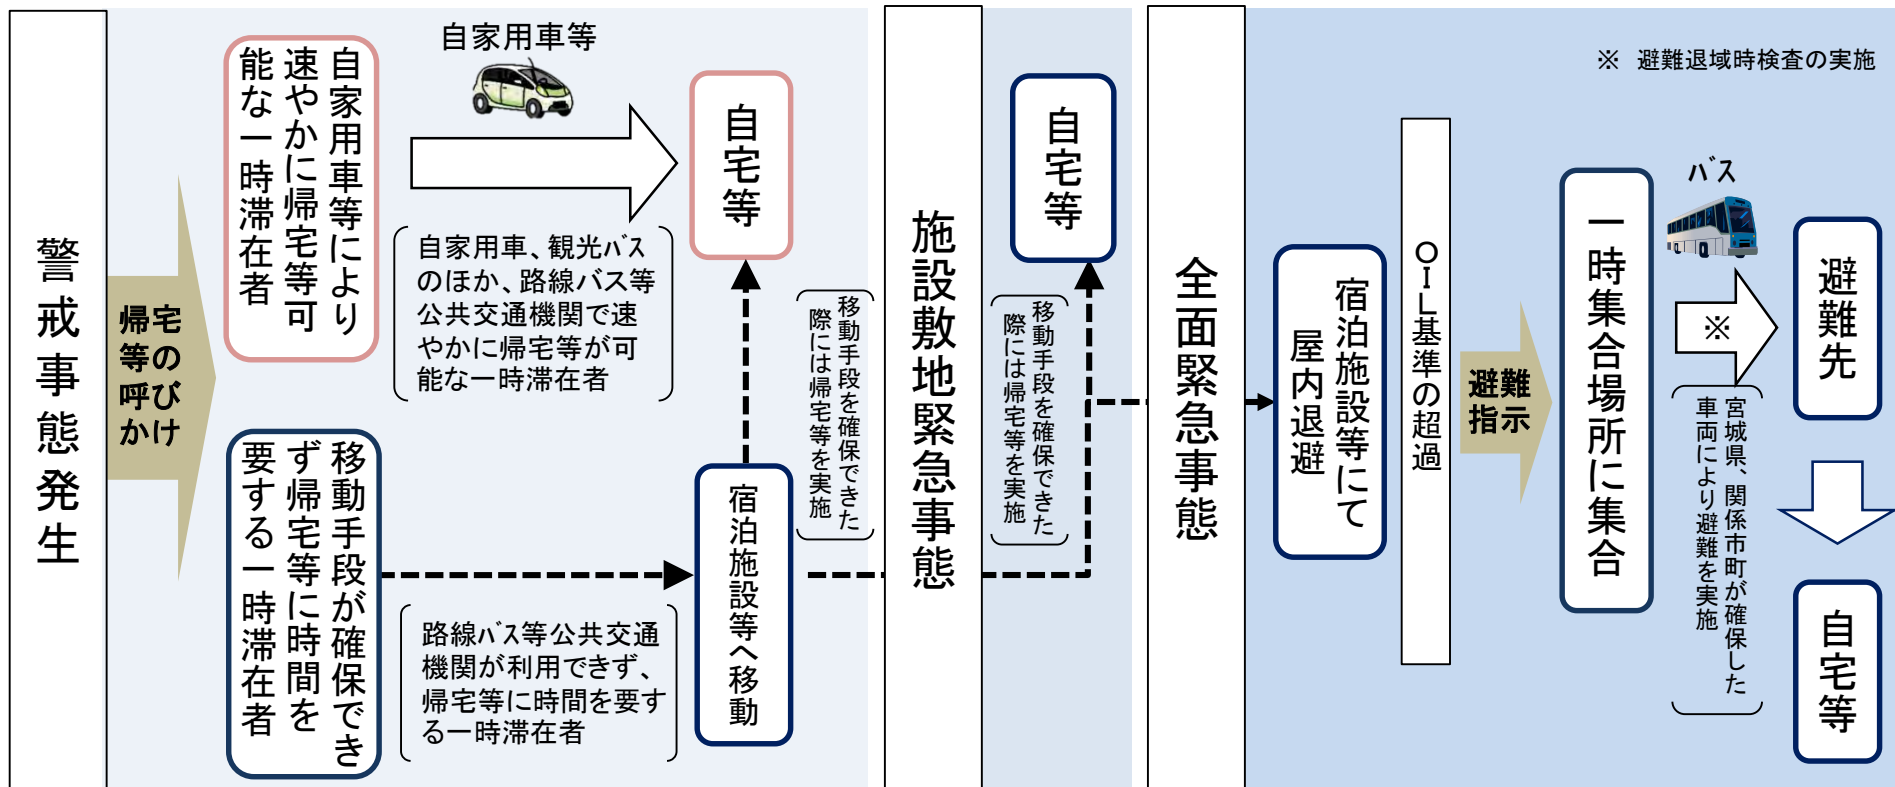 警戒事態発生
帰宅
等の
呼び
かけ
自家用車等により
速やかに帰宅等可
能な一時滞在者
自家用車等
自家用車、観光バス
のほか、路線バス等
公共交通機関で速
やかに帰宅等が可
能な一時滞在者
自宅等
移動手段が確保でき
ず帰宅等に時間を
要する一時滞在者
路線バス等公共交通
機関が利用できず、
帰宅等に時間を要す
る一時滞在者
宿泊施設等へ移動
移動手段を確保できた
際には帰宅等を実施
施設敷地緊急事態
自宅等
移動手段を確保できた
際には帰宅等を実施
全面緊急事態
宿泊施設等にて
屋内退避
OIL基準の超過
避難
指示
一時集合場所に集合
※ 避難退域時検査の実施
バス
※
宮城県、関係市町が確保した
車両により避難を実施
避難先
自宅等